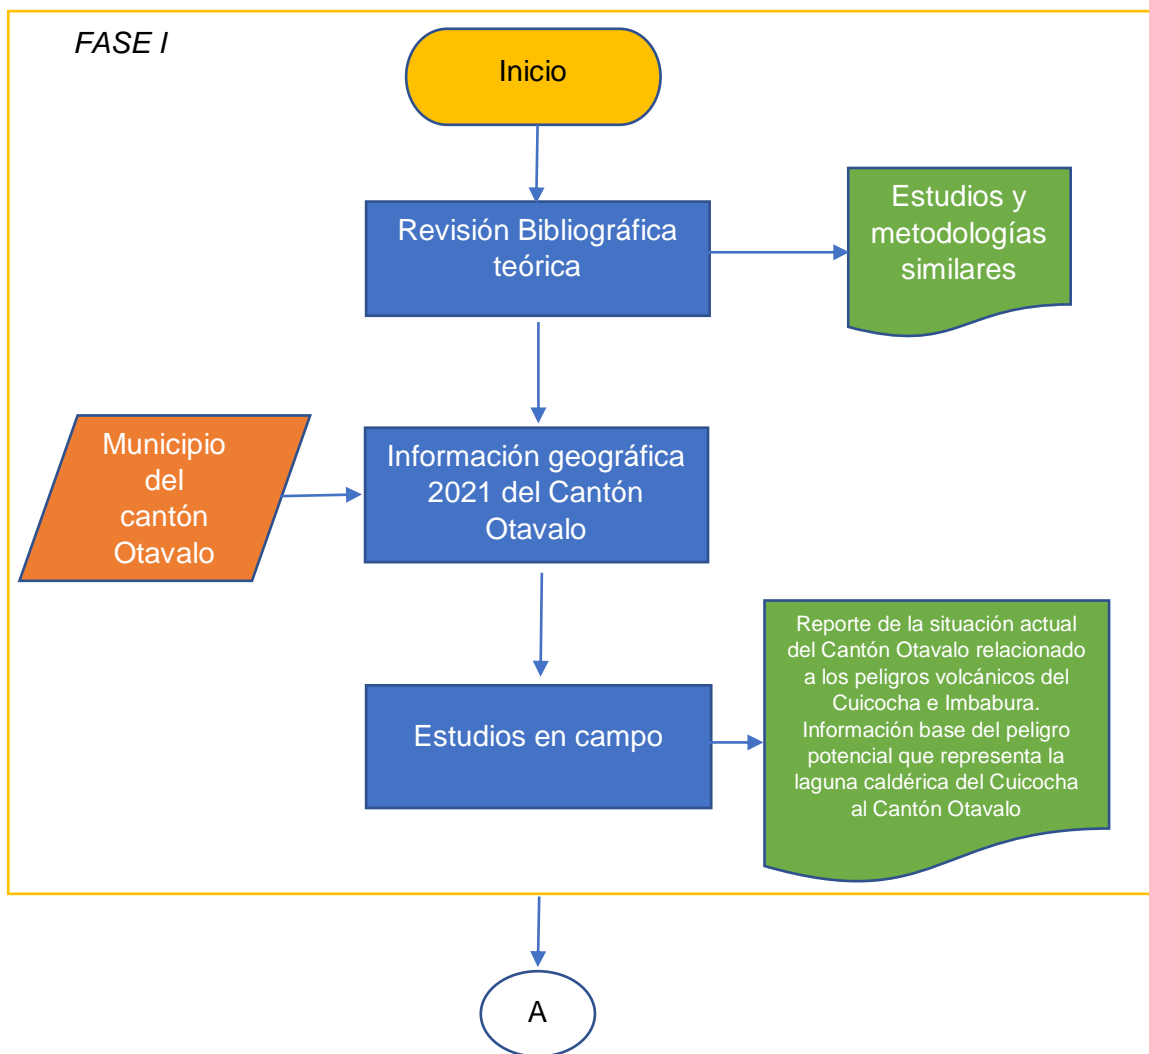 FASE I
Inicio
Revisión Bibliográfica
teórica
Estudios y
metodologías
similares
Municipio
del
cantón
Otavalo
Información geográfica
2021 del Cantón
Otavalo
Estudios en campo
Reporte de la situación actual
del Cantón Otavalo relacionado
a los peligros volcánicos del
Cuicocha e Imbabura.
Información base del peligro
potencial que representa la
laguna caldérica del Cuicocha
al Cantón Otavalo
A